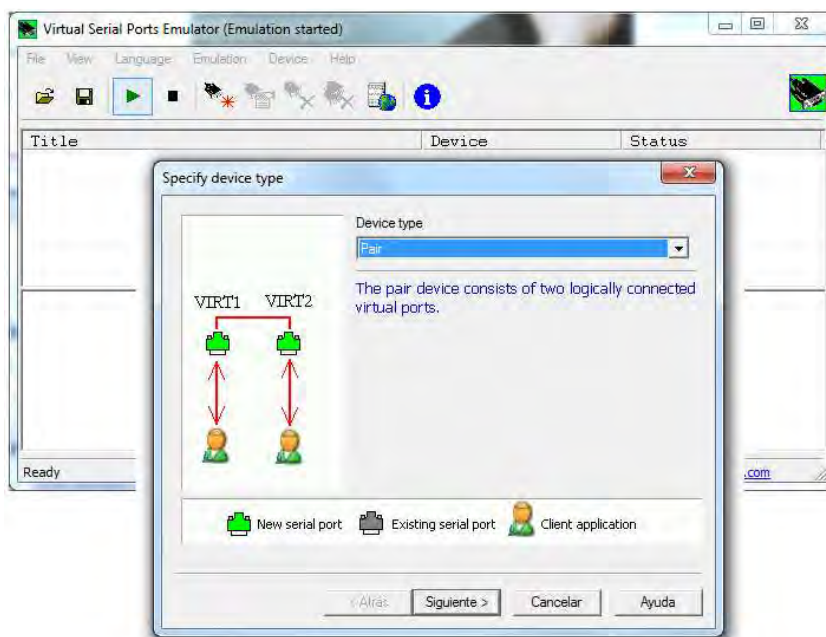 Virtual Serial Ports Emulator (Emulation started)
File View Language Emulation Device Help
Title Device Status
Specify device type
Device type
Pair
The pair device consists of two logically connected
virtual ports.
VIRT1 VIRT2
New serial port Existing serial port Client application
< Atrás Siguiente > Cancelar Ayuda
Ready .com